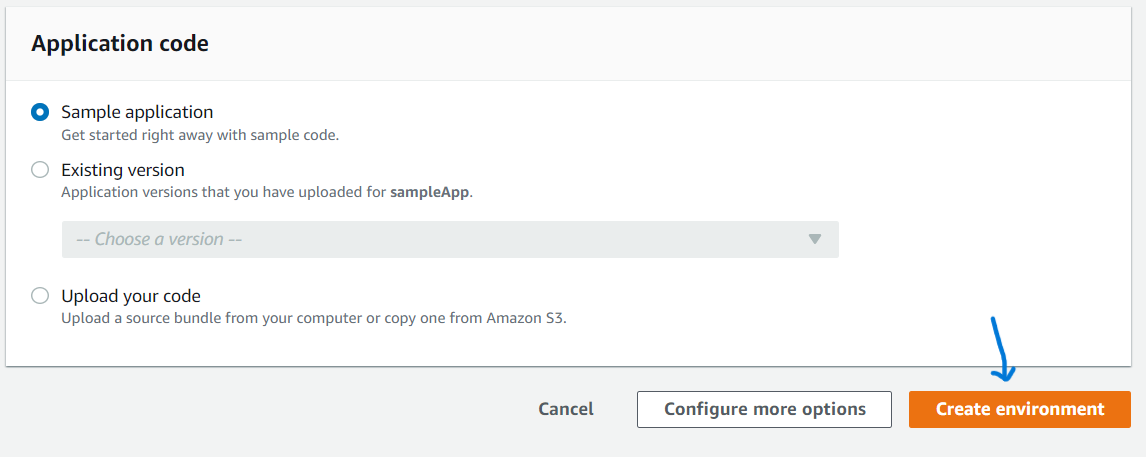 Application code
Sample application
Get started right away with sample code.
Existing version
Application versions that you have uploaded for sampleApp.
-- Choose a version --
Upload your code
Upload a source bundle from your computer or copy one from Amazon S3.
Cancel Configure more options Create environment